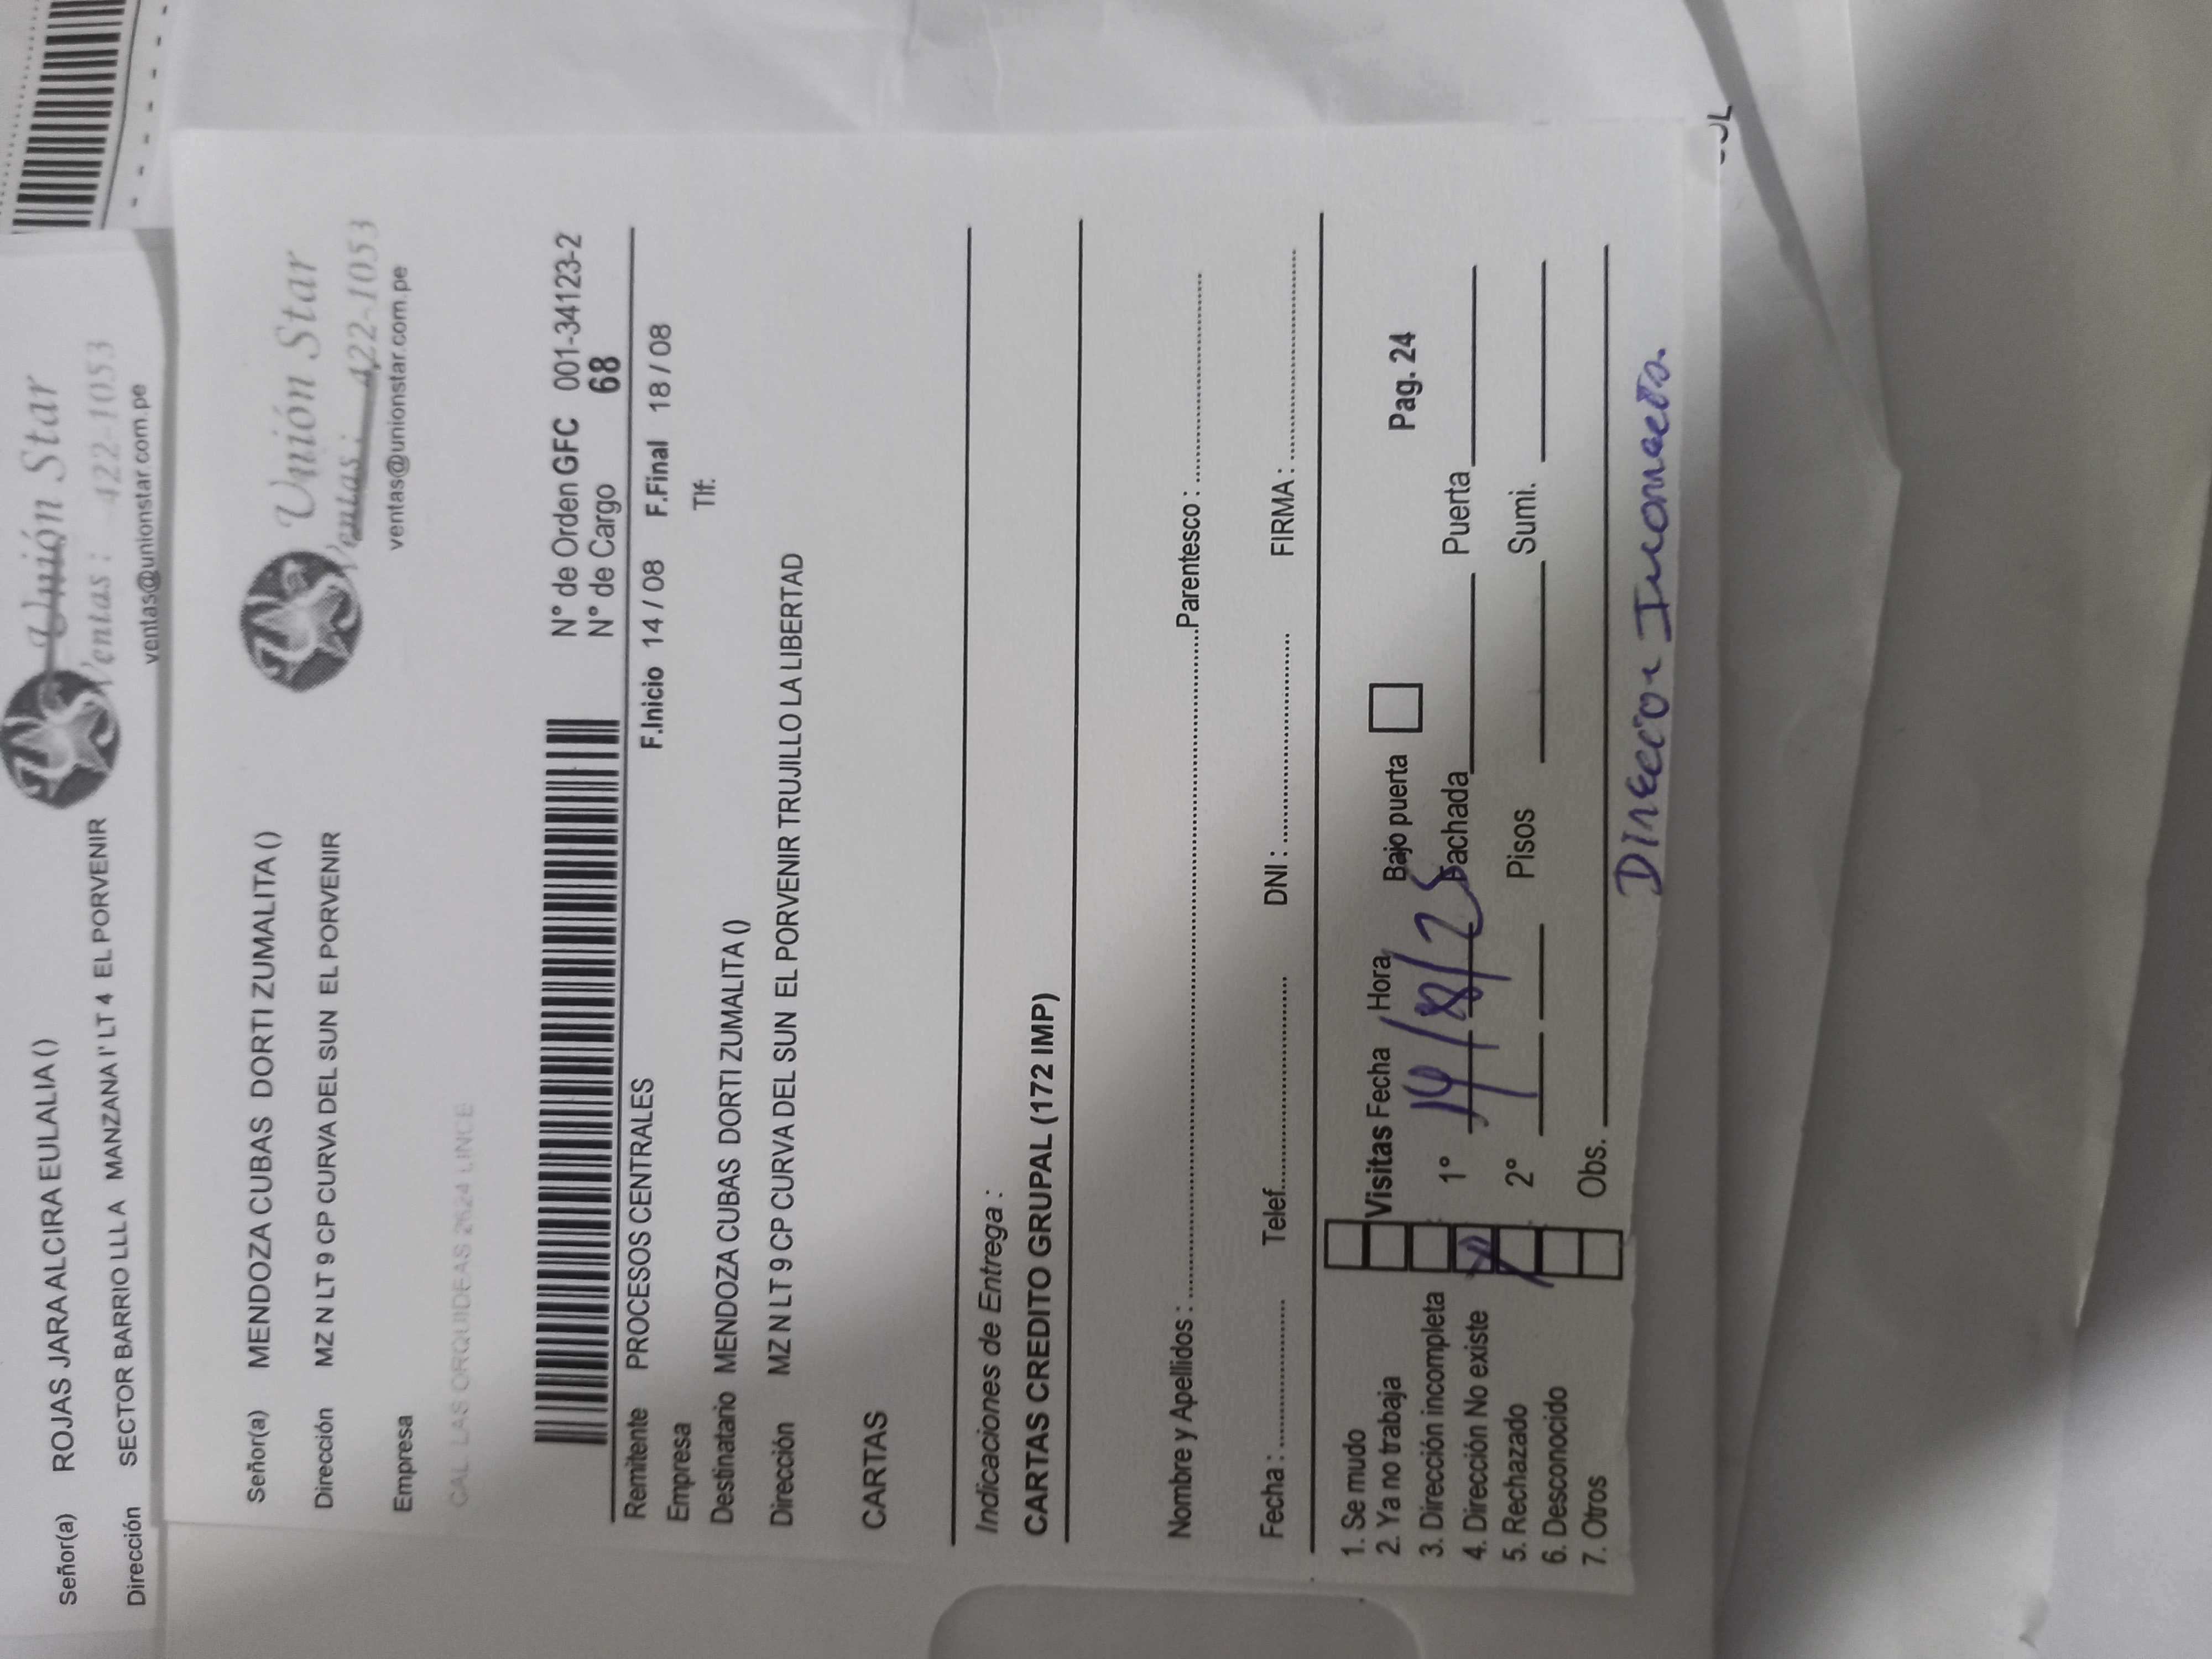 Señor(a) ROJAS JARA ALCIRA EULALIA ()
Dirección SECTOR BARRIO LLL A MANZANA I' LT 4 EL PORVENIR
Unión Star
Ventas : 422-1053
ventas@unionstar.com.pe
Señor(a) MENDOZA CUBAS DORTI ZUMALITA ()
Dirección MZ N LT 9 CP CURVA DEL SUN EL PORVENIR
Empresa
CAL LAS ORQUIDEAS 2624 LINCE
Unión Star
Ventas : 422-1053
ventas@unionstar.com.pe
N° de Orden GFC 001-34123-2
N° de Cargo 68
Remitente PROCESOS CENTRALES F.Inicio 14 / 08 F.Final 18 / 08
Empresa Tlf:
Destinatario MENDOZA CUBAS DORTI ZUMALITA ()
Dirección MZ N LT 9 CP CURVA DEL SUN EL PORVENIR TRUJILLO LA LIBERTAD
CARTAS
Indicaciones de Entrega :
CARTAS CREDITO GRUPAL (172 IMP)
Nombre y Apellidos : Parentesco :
Fecha : Telef. DNI : FIRMA :
1. Se mudo
2. Ya no trabaja
3. Dirección incompleta
4. Dirección No existe
5. Rechazado
6. Desconocido
7. Otros
Visitas Fecha Hora Bajo puerta Pag. 24
1° 14/8/25 Fachada Puerta
2° Pisos Sumi.
Obs.